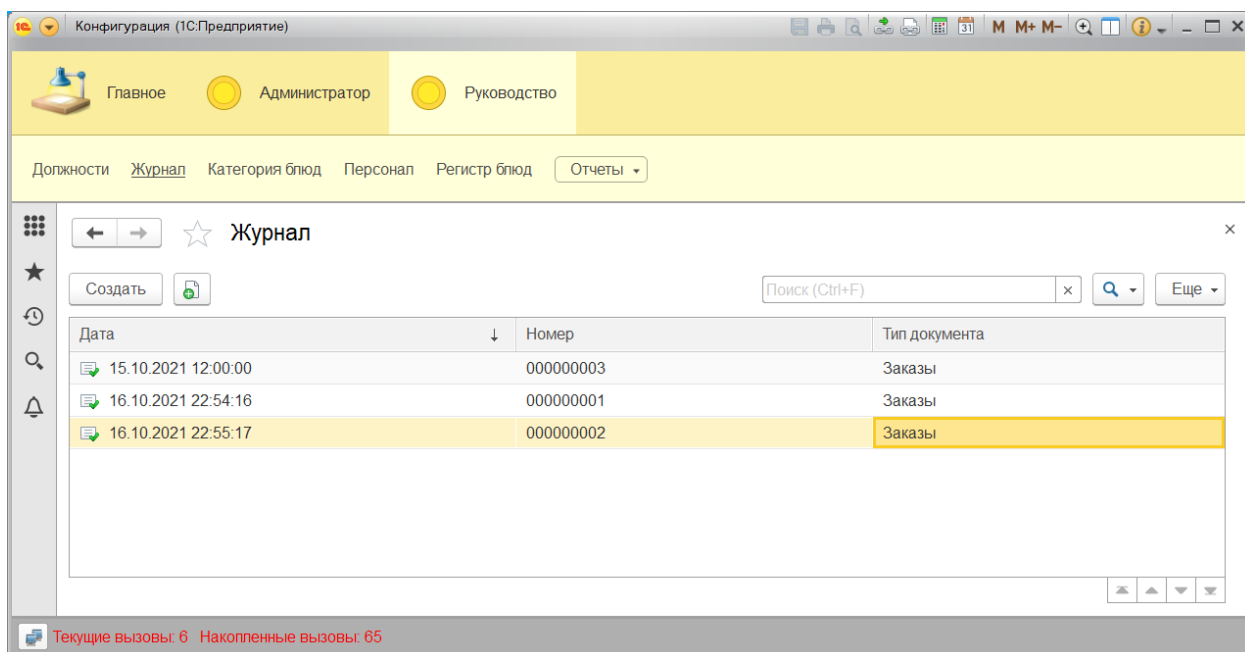 1С Конфигурация (1С:Предприятие) 31 M M+ M-
Главное Администратор Руководство
Должности Журнал Категория блюд Персонал Регистр блюд Отчеты
Журнал
Создать Поиск (Ctrl+F) Еще
Дата Номер Тип документа
15.10.2021 12:00:00 000000003 Заказы
16.10.2021 22:54:16 000000001 Заказы
16.10.2021 22:55:17 000000002 Заказы
Текущие вызовы: 6 Накопленные вызовы: 65